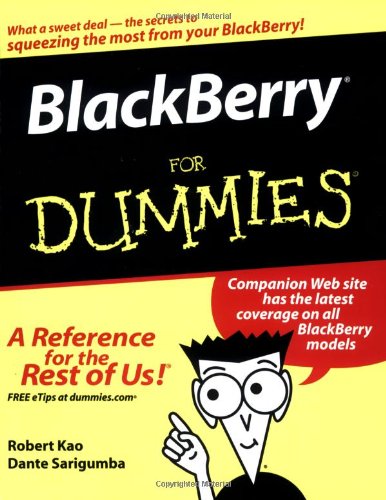 What a sweet deal — the secrets to
squeezing the most from your BlackBerry!
BlackBerry®
FOR
DUMMIES®
Companion Web site
has the latest
coverage on all
BlackBerry
models
A Reference
for the
Rest of Us!®
FREE eTips at dummies.com®
Robert Kao
Dante Sarigumba